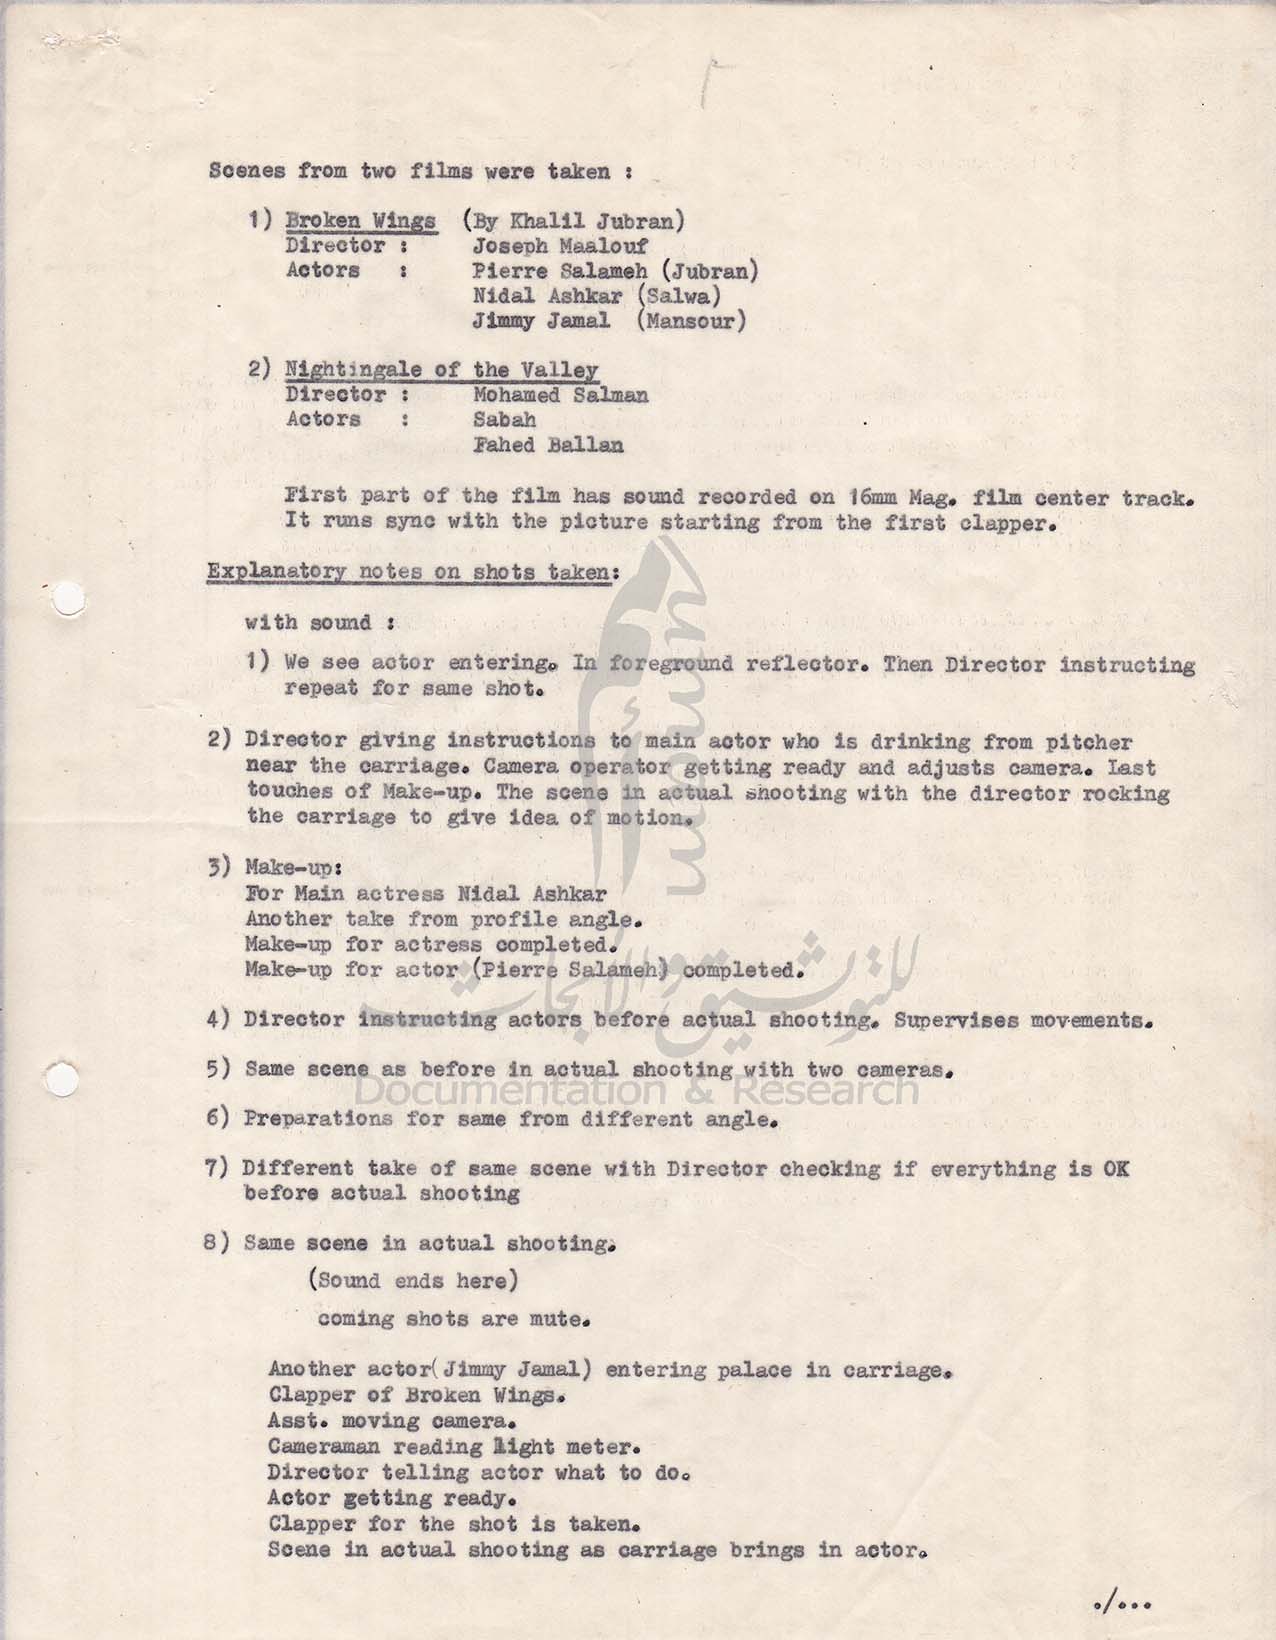 Scenes from two films were taken :
1) Broken Wings (By Khalil Jubran)
Director : Joseph Maalouf
Actors : Pierre Salameh (Jubran)
Nidal Ashkar (Salwa)
Jimmy Jamal (Mansour)
2) Nightingale of the Valley
Director : Mohamed Salman
Actors : Sabah
Fahed Ballan
First part of the film has sound recorded on 16mm Mag. film center track.
It runs sync with the picture starting from the first clapper.
Explanatory notes on shots taken:
with sound :
1) We see actor entering. In foreground reflector. Then Director instructing
repeat for same shot.
2) Director giving instructions to main actor who is drinking from pitcher
near the carriage. Camera operator getting ready and adjusts camera. Last
touches of Make-up. The scene in actual shooting with the director rocking
the carriage to give idea of motion.
3) Make-up:
For Main actress Nidal Ashkar
Another take from profile angle.
Make-up for actress completed.
Make-up for actor (Pierre Salameh) completed.
4) Director instructing actors before actual shooting. Supervises movements.
5) Same scene as before in actual shooting with two cameras.
6) Preparations for same from different angle.
7) Different take of same scene with Director checking if everything is OK
before actual shooting
8) Same scene in actual shooting.
(Sound ends here)
coming shots are mute.
Another actor(Jimmy Jamal) entering palace in carriage.
Clapper of Broken Wings.
Asst. moving camera.
Cameraman reading light meter.
Director telling actor what to do.
Actor getting ready.
Clapper for the shot is taken.
Scene in actual shooting as carriage brings in actor.
./...
umam
أمم
للتوثيق والأبحاث
Documentation & Research